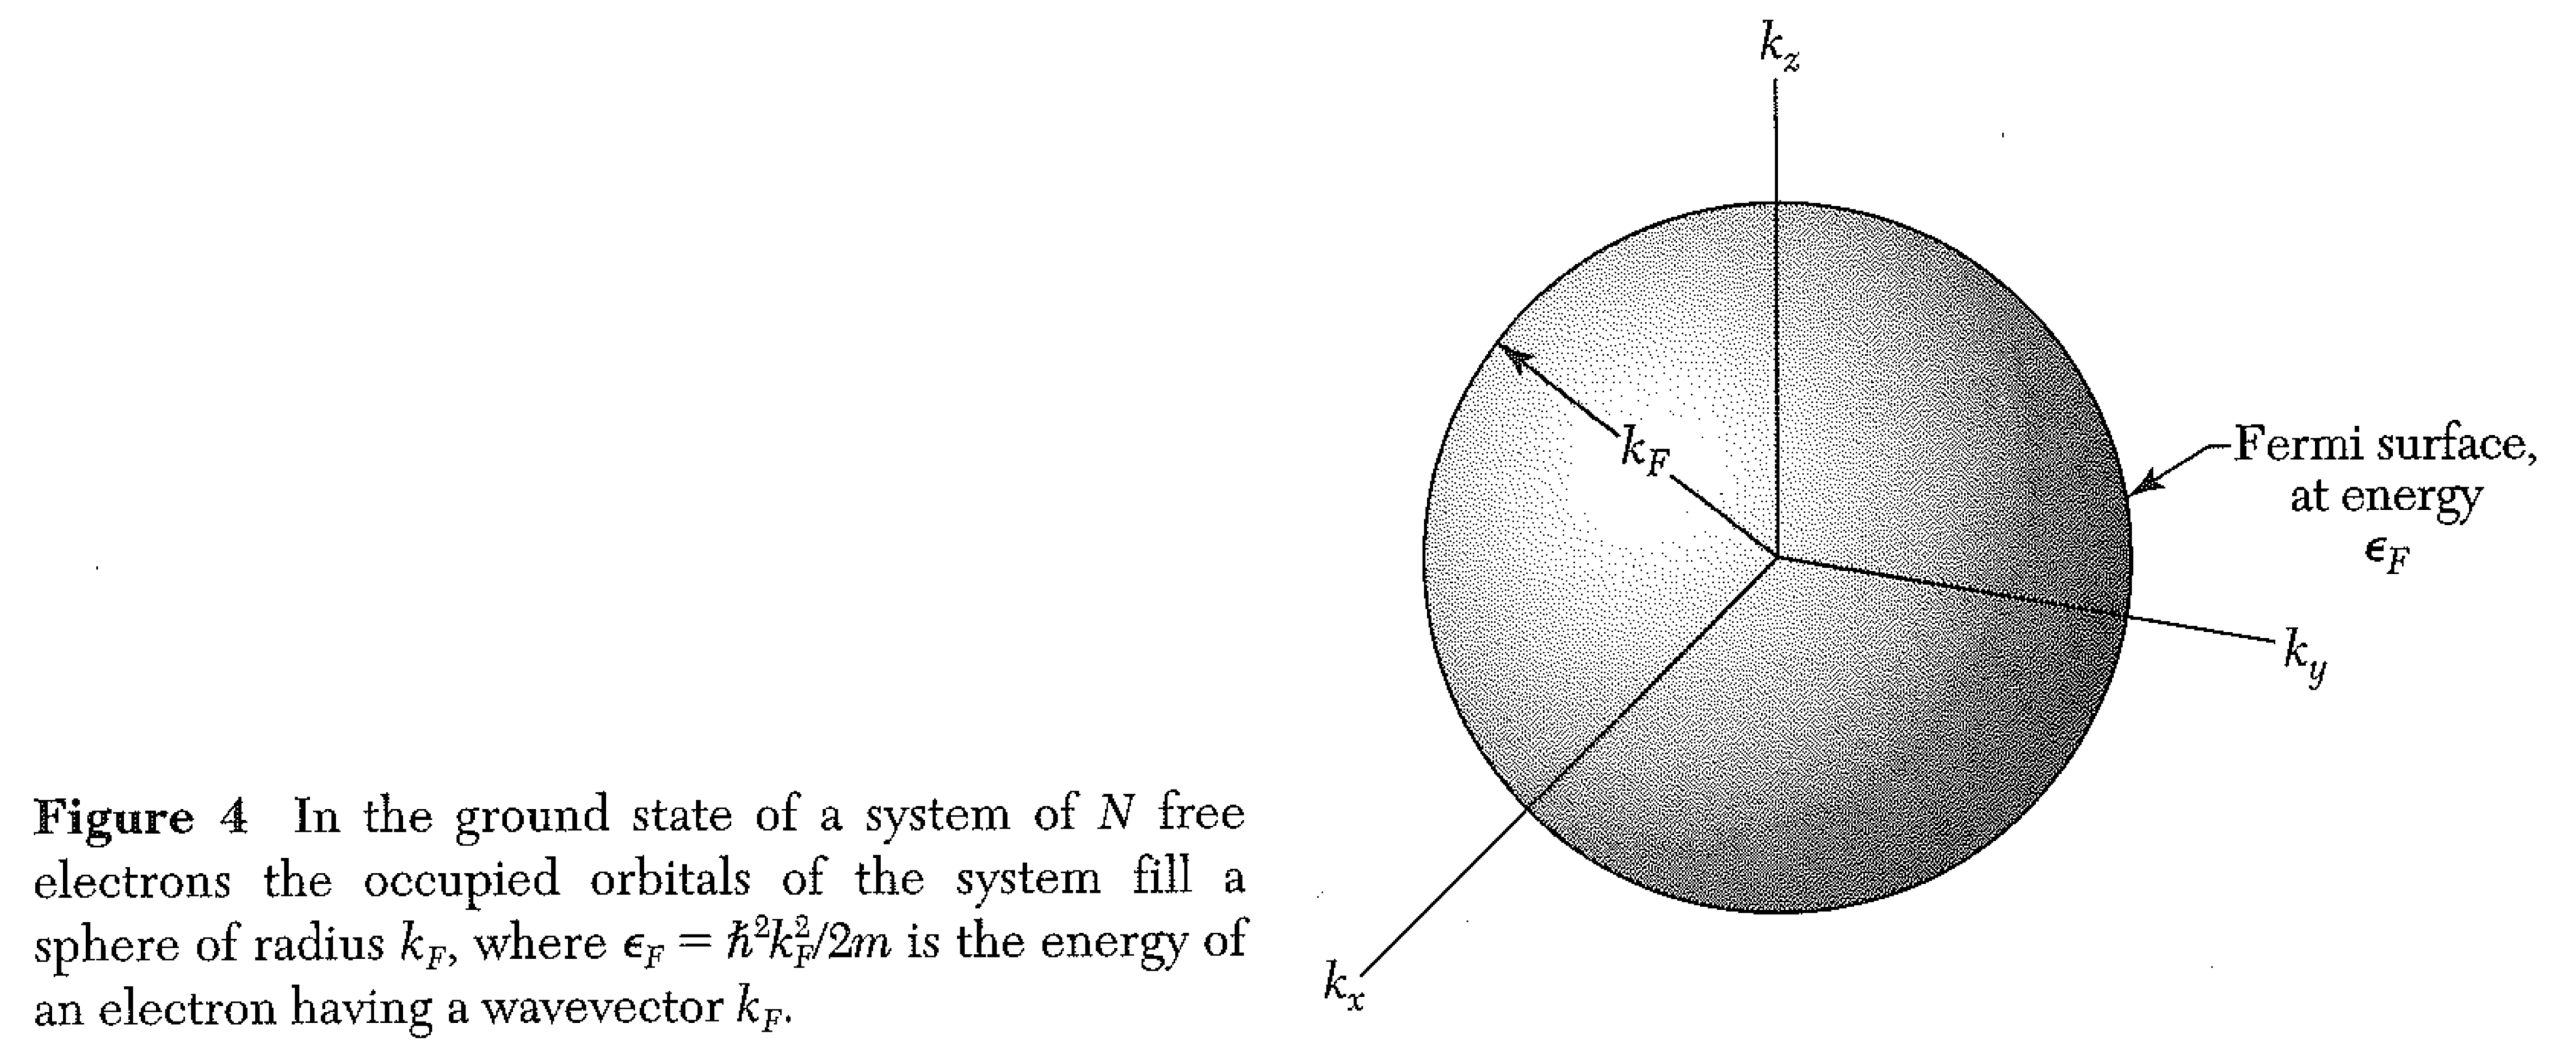 k_z
k_F
Fermi surface,
at energy
ϵ_F
k_y
k_x
Figure 4 In the ground state of a system of N free
electrons the occupied orbitals of the system fill a
sphere of radius k_F, where ϵ_F = ℏ²k_F²/2m is the energy of
an electron having a wavevector k_F.